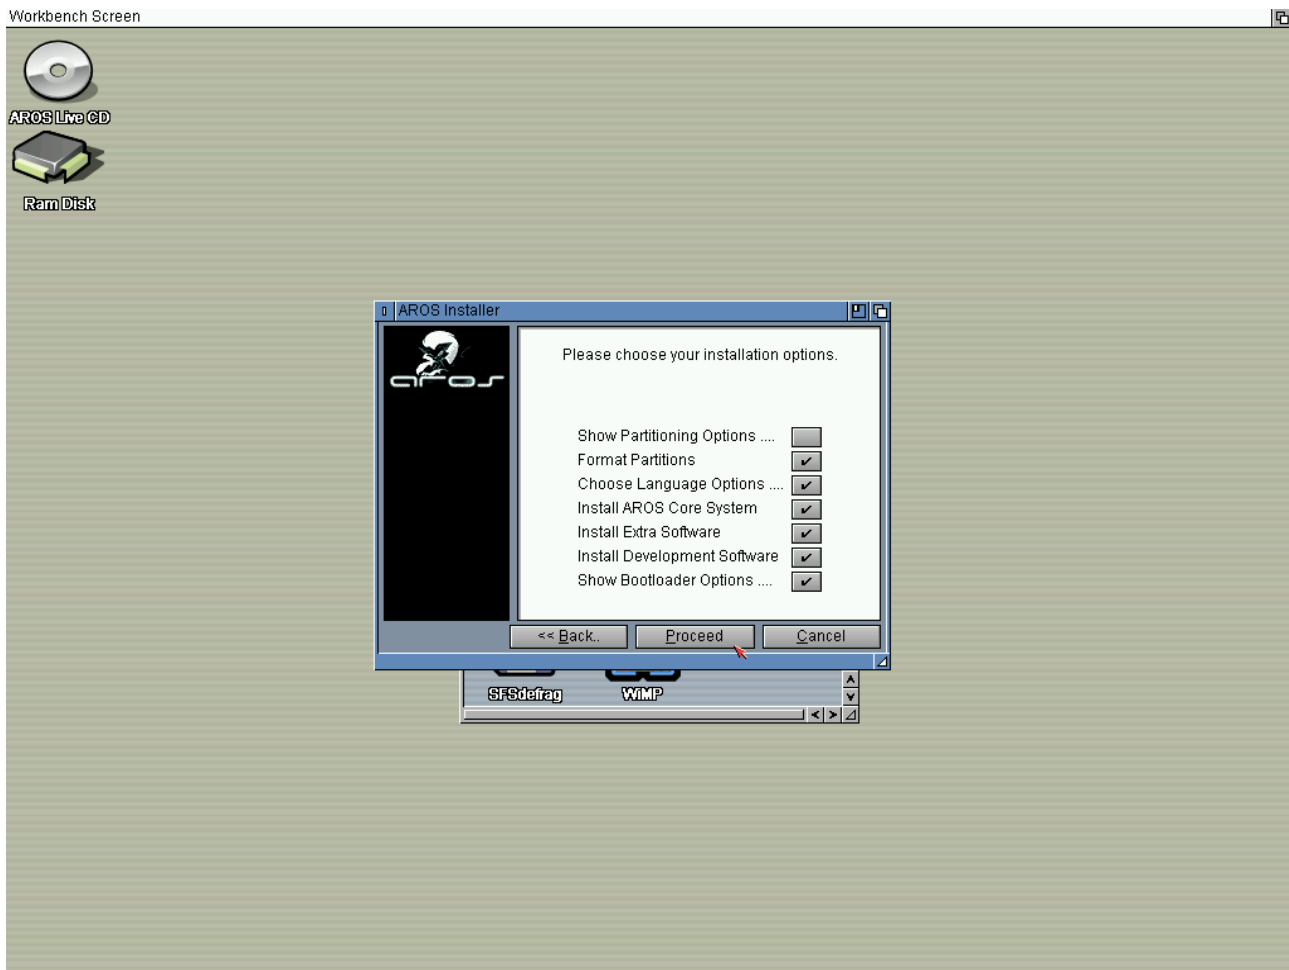 Workbench Screen
AROS Live CD
Ram Disk
AROS Installer
aros
Please choose your installation options.
Show Partitioning Options ....
Format Partitions
Choose Language Options ....
Install AROS Core System
Install Extra Software
Install Development Software
Show Bootloader Options ....
<< Back.. Proceed Cancel
SFSdefrag WiMP